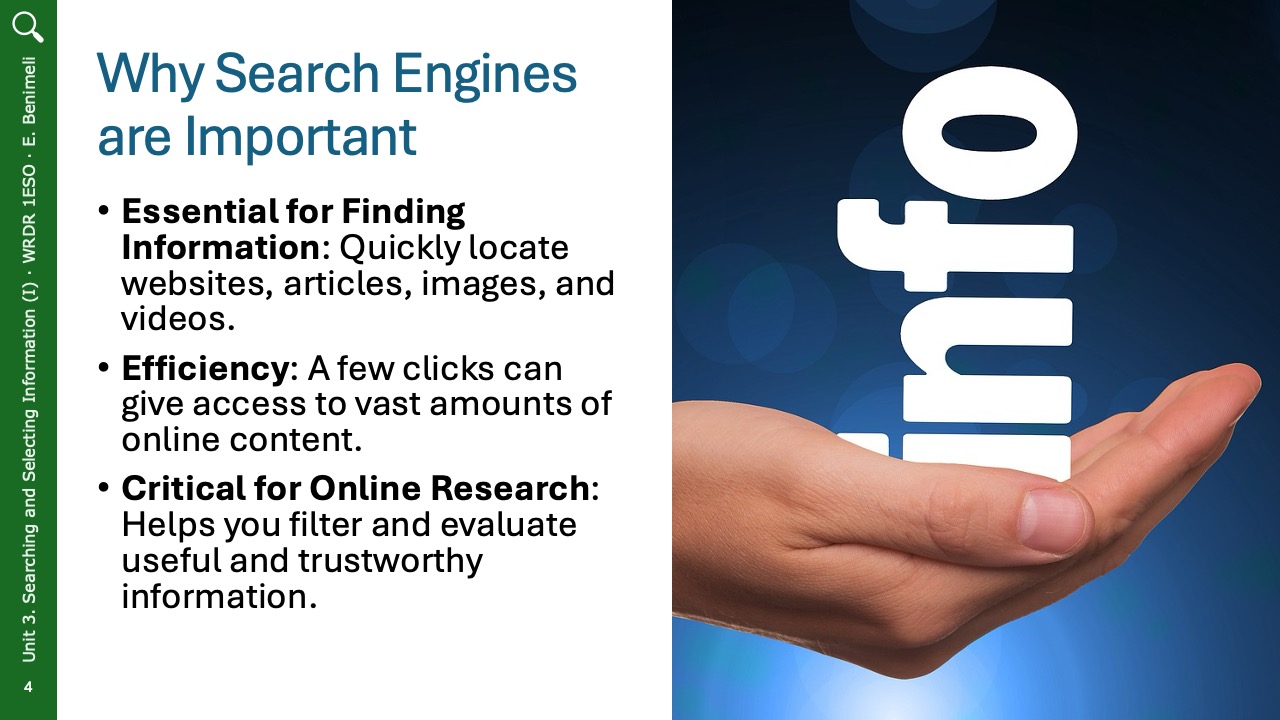 Why Search Engines
are Important
• Essential for Finding
Information: Quickly locate
websites, articles, images, and
videos.
• Efficiency: A few clicks can
give access to vast amounts of
online content.
• Critical for Online Research:
Helps you filter and evaluate
useful and trustworthy
information.
info
Unit 3. Searching and Selecting Information (I) · WRDR 1ESO · E. Benimeli
4